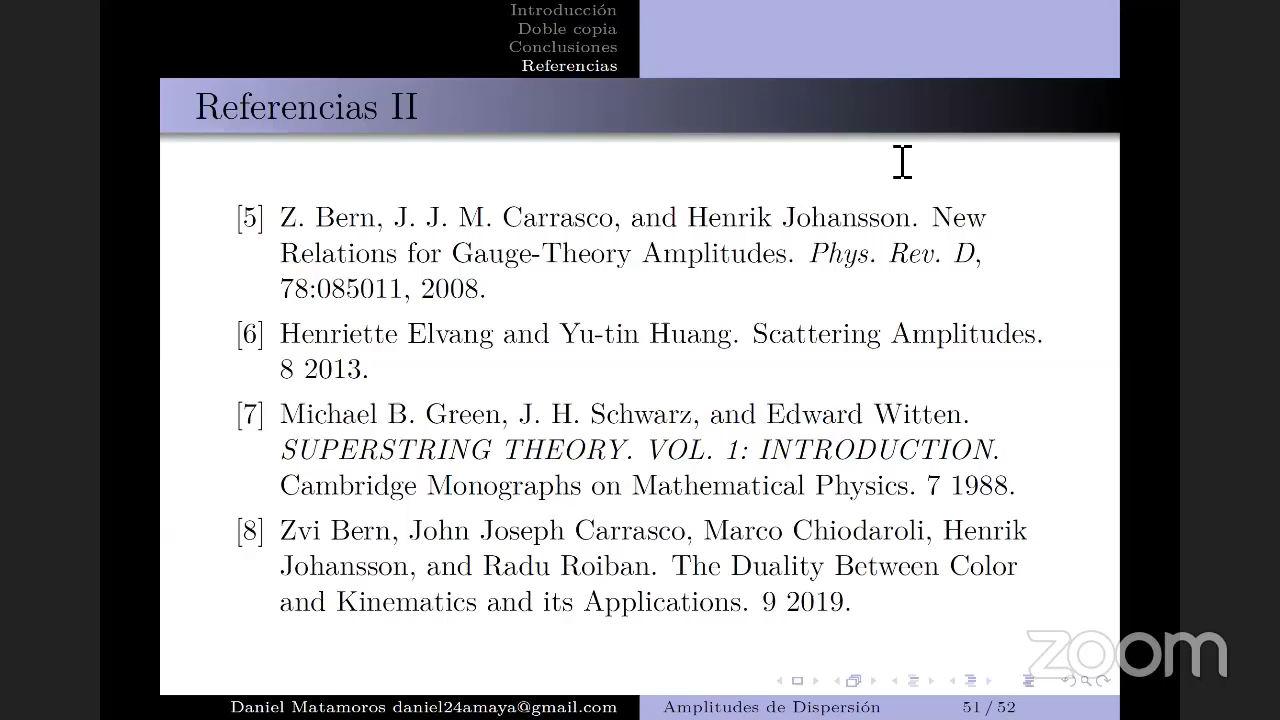 Introducción
Doble copia
Conclusiones
Referencias
Referencias II
[5] Z. Bern, J. J. M. Carrasco, and Henrik Johansson. New
Relations for Gauge-Theory Amplitudes. Phys. Rev. D,
78:085011, 2008.
[6] Henriette Elvang and Yu-tin Huang. Scattering Amplitudes.
8 2013.
[7] Michael B. Green, J. H. Schwarz, and Edward Witten.
SUPERSTRING THEORY. VOL. 1: INTRODUCTION.
Cambridge Monographs on Mathematical Physics. 7 1988.
[8] Zvi Bern, John Joseph Carrasco, Marco Chiodaroli, Henrik
Johansson, and Radu Roiban. The Duality Between Color
and Kinematics and its Applications. 9 2019.
zoom
Daniel Matamoros daniel24amaya@gmail.com Amplitudes de Dispersión 51 / 52